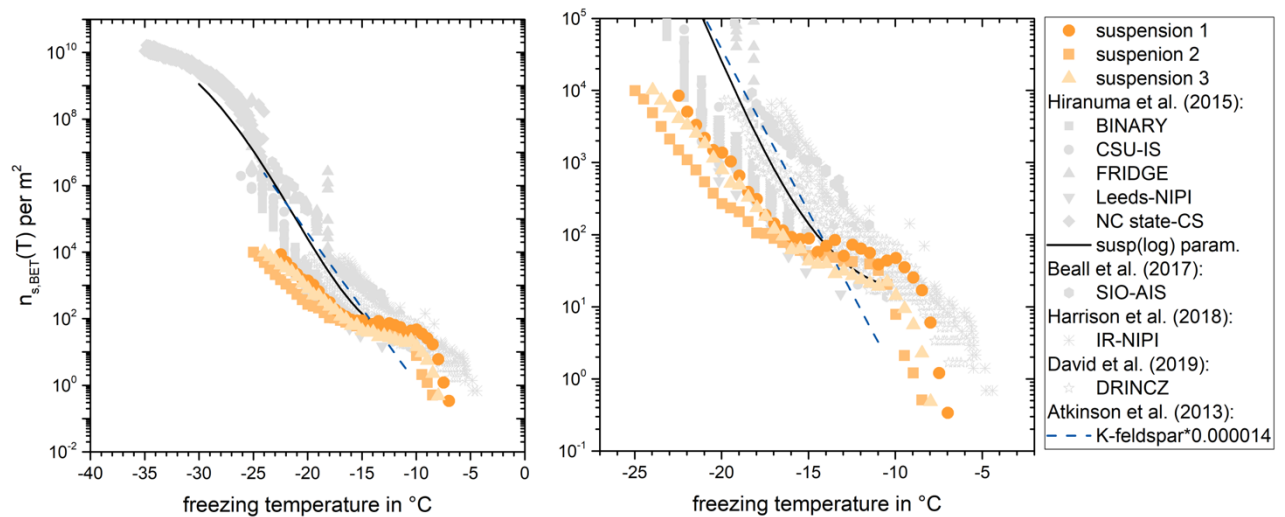 n_s,BET(T) per m²
10^10
10^8
10^6
10^4
10^2
10^0
10^-2
-40 -35 -30 -25 -20 -15 -10 -5 0
freezing temperature in °C
10^5
10^4
10^3
10^2
10^1
10^0
10^-1
-25 -20 -15 -10 -5
freezing temperature in °C
suspension 1
suspenion 2
suspension 3
Hiranuma et al. (2015):
BINARY
CSU-IS
FRIDGE
Leeds-NIPI
NC state-CS
susp(log) param.
Beall et al. (2017):
SIO-AIS
Harrison et al. (2018):
IR-NIPI
David et al. (2019):
DRINCZ
Atkinson et al. (2013):
K-feldspar*0.000014